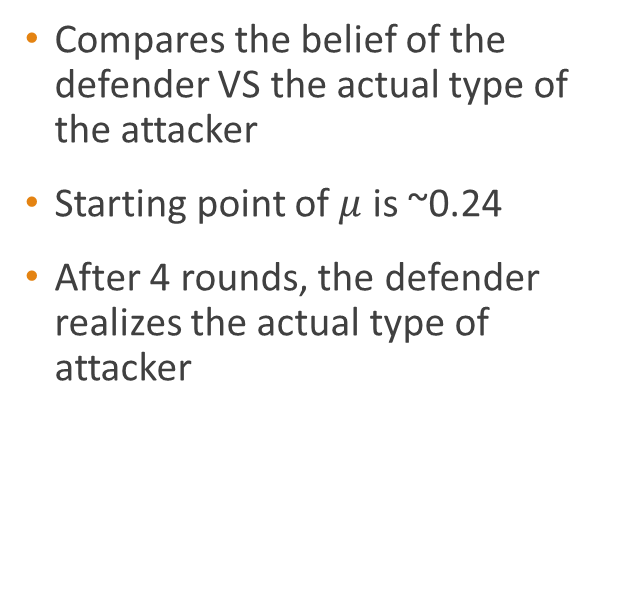 • Compares the belief of the
defender VS the actual type of
the attacker
• Starting point of 𝜇 is ~0.24
• After 4 rounds, the defender
realizes the actual type of
attacker